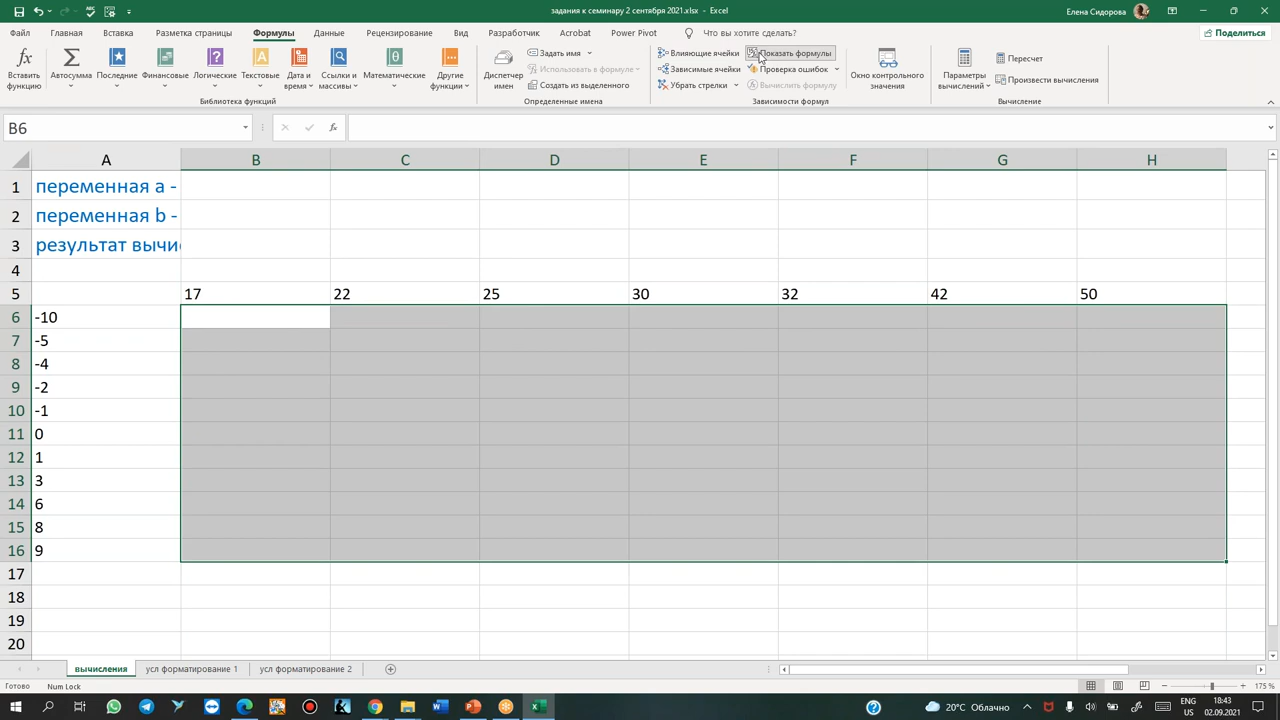 задания к семинару 2 сентября 2021.xlsx - Excel
Елена Сидорова
Файл Главная Вставка Разметка страницы Формулы Данные Рецензирование Вид Разработчик Acrobat Power Pivot Что вы хотите сделать? Поделиться
Вставить функцию
Автосумма
Последние
Финансовые
Логические
Текстовые
Дата и время
Ссылки и массивы
Математические
Другие функции
Библиотека функций
Диспетчер имен
Задать имя
Использовать в формуле
Создать из выделенного
Определенные имена
Влияющие ячейки
Зависимые ячейки
Убрать стрелки
Показать формулы
Проверка ошибок
Вычислить формулу
Зависимости формул
Окно контрольного значения
Параметры вычислений
Пересчет
Произвести вычисления
Вычисление
B6
fx
A B C D E F G H
1 переменная a -
2 переменная b -
3
результат вычис
4
5 17 22 25 30 32 42 50
6 -10
7 -5
8 -4
9 -2
10 -1
11 0
12 1
13 3
14 6
15 8
16 9
17
18
19
20
вычисления усл форматирование 1 усл форматирование 2
Готово Num Lock 175 %
20°C Облачно
ENG
US
18:43
02.09.2021